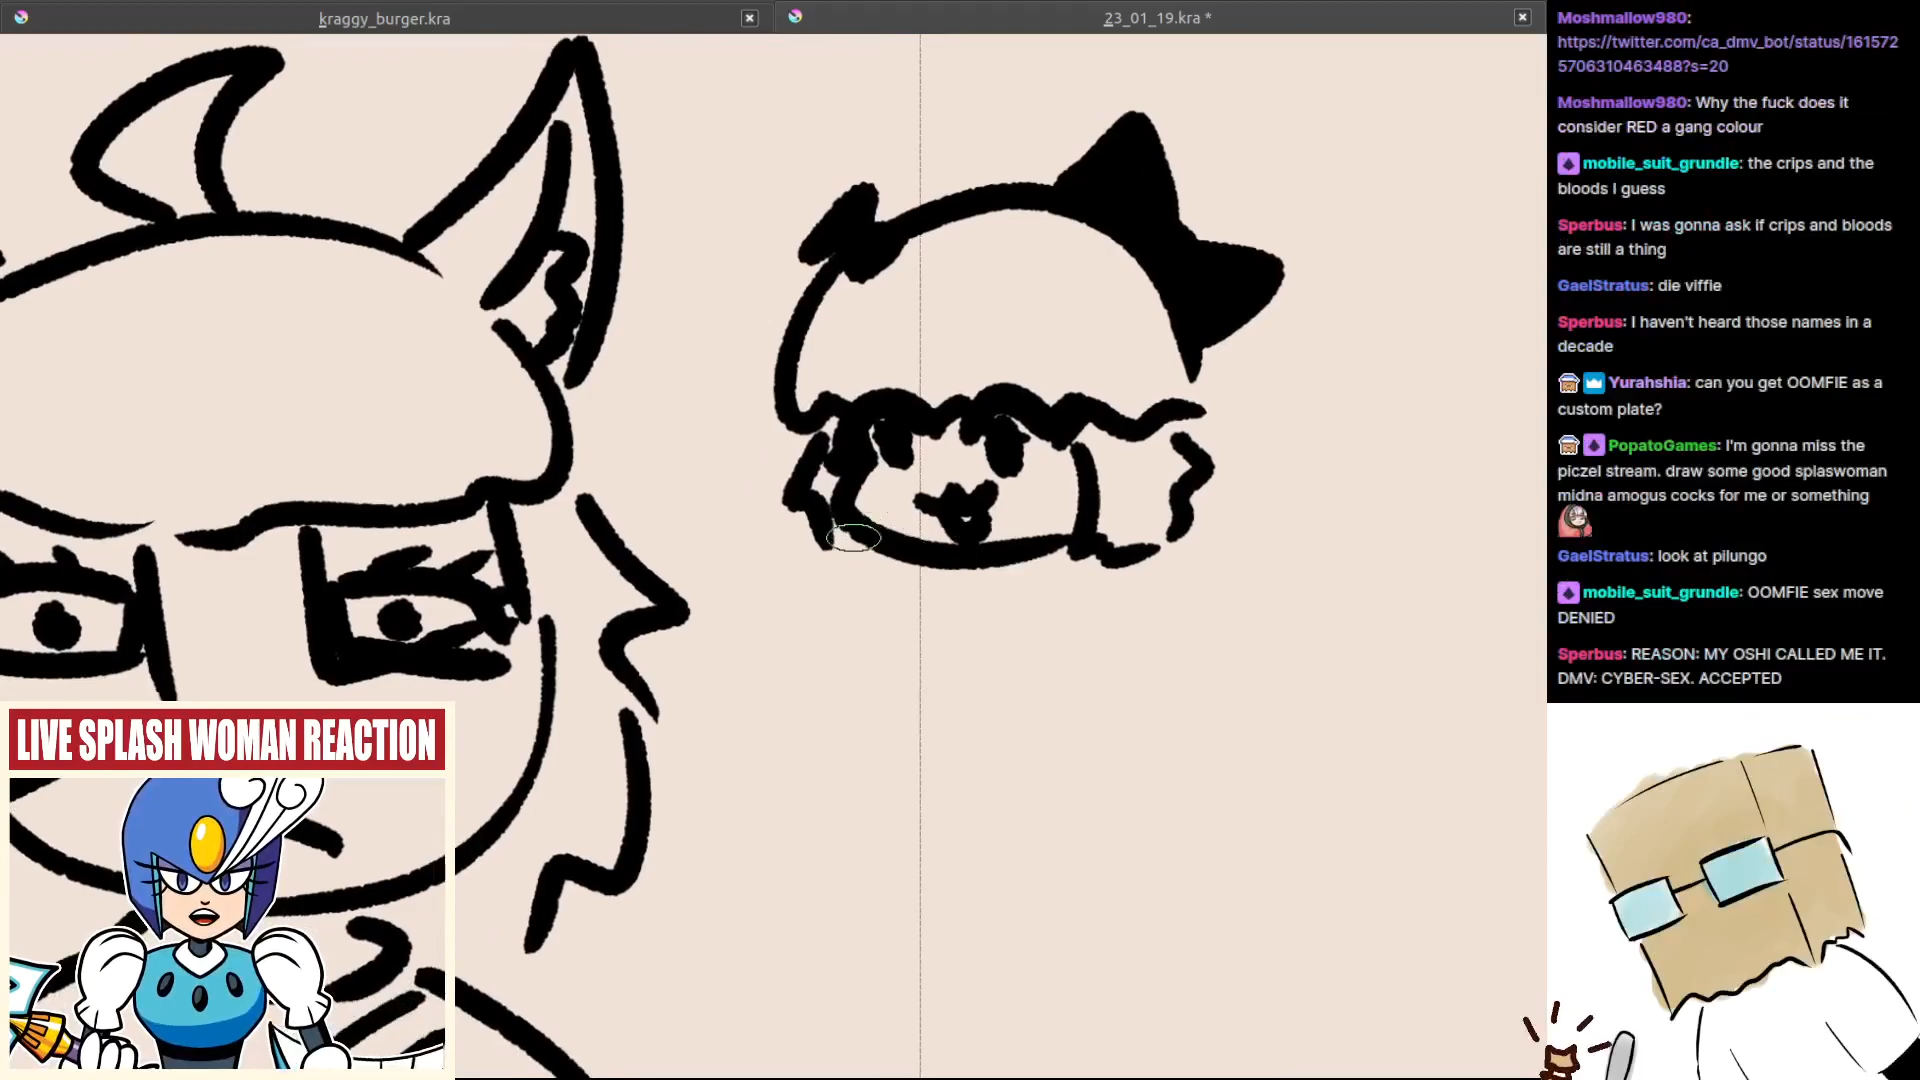 kraggy_burger.kra
23_01_19.kra *
Moshmallow980:
https://twitter.com/ca_dmv_bot/status/161572
5706310463488?s=20
Moshmallow980: Why the fuck does it
consider RED a gang colour
mobile_suit_grundle: the crips and the
bloods I guess
Sperbus: I was gonna ask if crips and bloods
are still a thing
GaelStratus: die viffie
Sperbus: I haven't heard those names in a
decade
Yurahshia: can you get OOMFIE as a
custom plate?
PopatoGames: I'm gonna miss the
piczel stream. draw some good splaswoman
midna amogus cocks for me or something
GaelStratus: look at pilungo
mobile_suit_grundle: OOMFIE sex move
DENIED
Sperbus: REASON: MY OSHI CALLED ME IT.
DMV: CYBER-SEX. ACCEPTED
LIVE SPLASH WOMAN REACTION